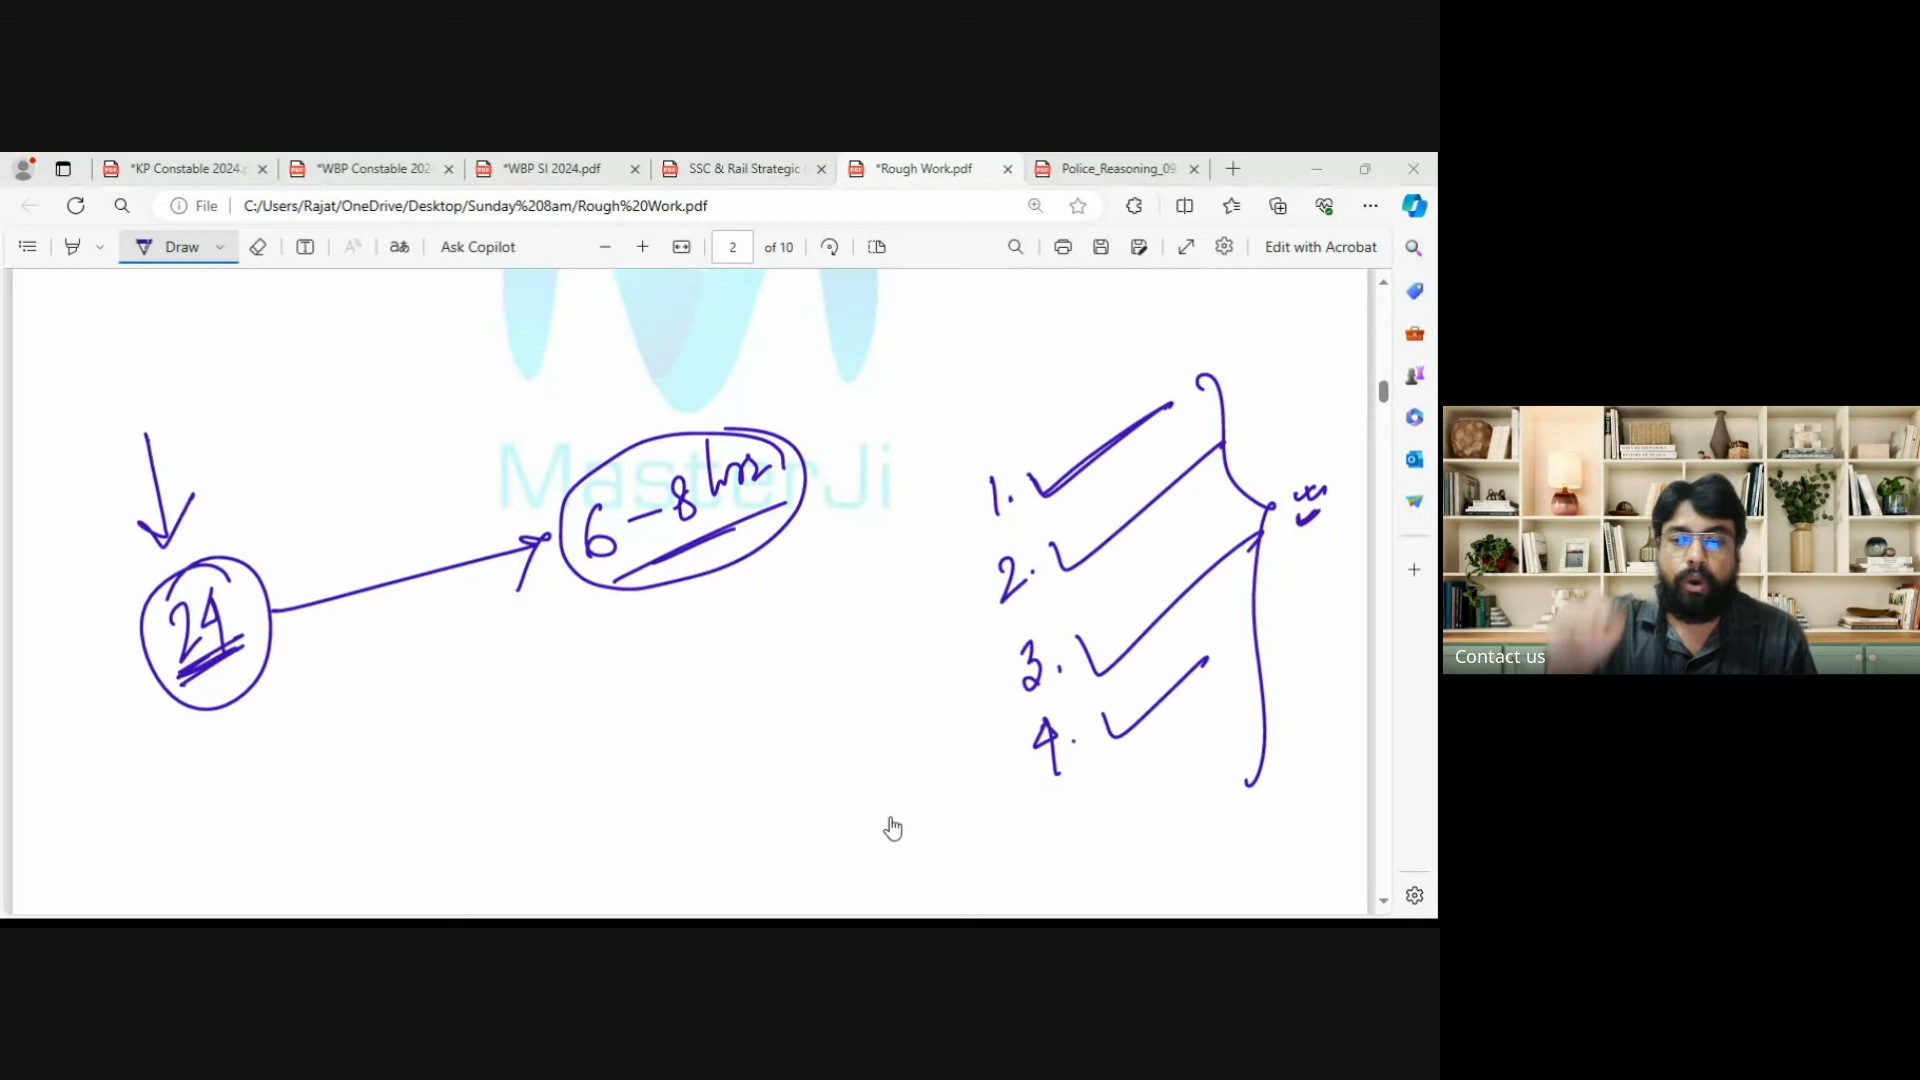 *KP Constable 2024.p
*WBP Constable 202
*WBP SI 2024.pdf
SSC & Rail Strategic
*Rough Work.pdf
Police_Reasoning_09
File
C:/Users/Rajat/OneDrive/Desktop/Sunday%208am/Rough%20Work.pdf
Draw
Ask Copilot
2
of 10
Edit with Acrobat
MasterJi
24
6-8 hrs
1.
2.
3.
4.
Contact us